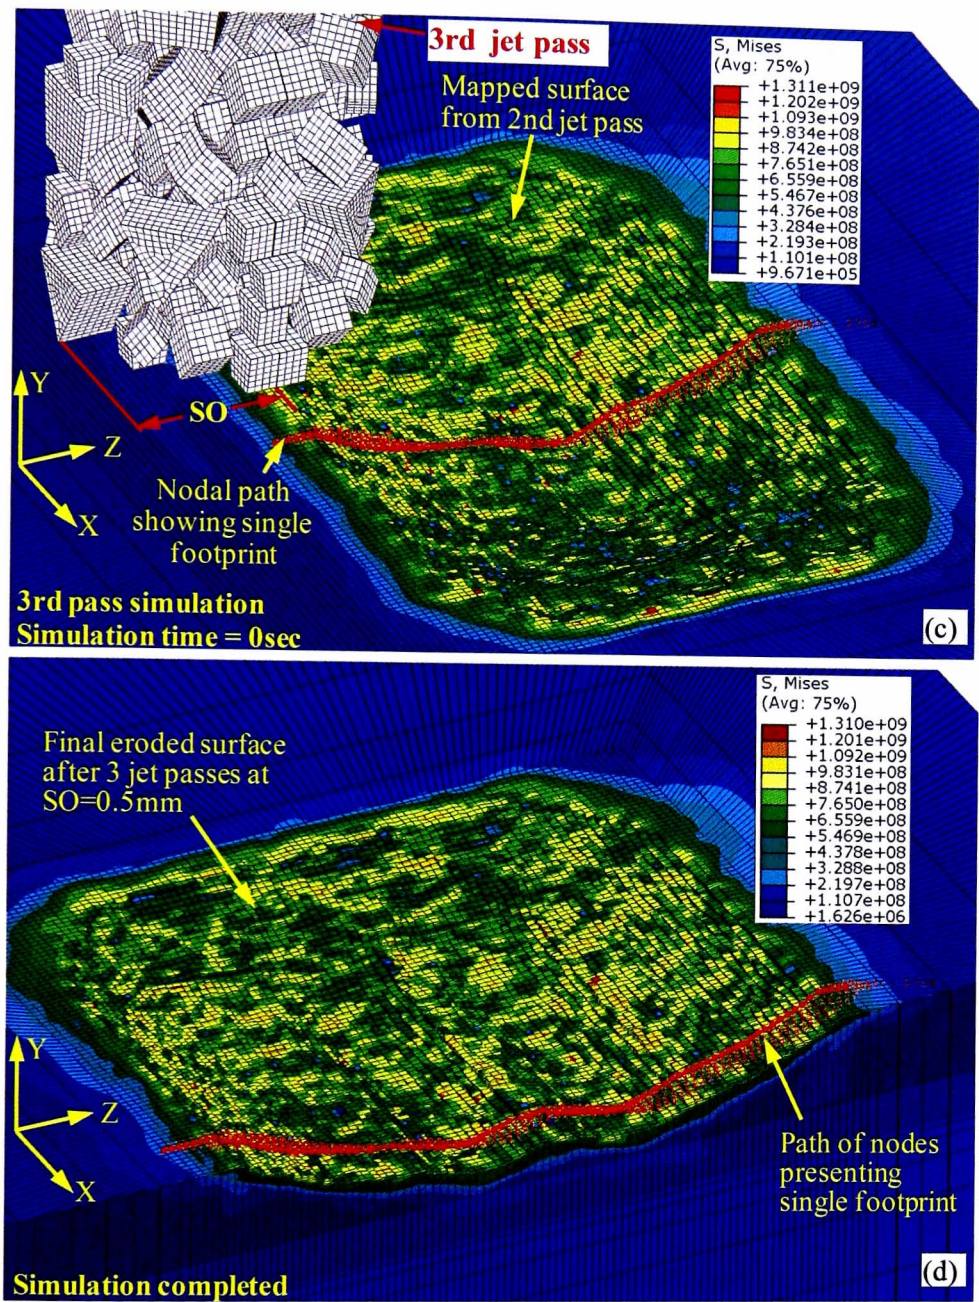 3rd jet pass
Mapped surface
from 2nd jet pass
S, Mises
(Avg: 75%)
+1.311e+09
+1.202e+09
+1.093e+09
+9.834e+08
+8.742e+08
+7.651e+08
+6.559e+08
+5.467e+08
+4.376e+08
+3.284e+08
+2.193e+08
+1.101e+08
+9.671e+05
Y
Z
X
SO
Nodal path
showing single
footprint
3rd pass simulation
Simulation time = 0sec
(c)
Final eroded surface
after 3 jet passes at
SO=0.5mm
S, Mises
(Avg: 75%)
+1.310e+09
+1.201e+09
+1.092e+09
+9.831e+08
+8.741e+08
+7.650e+08
+6.559e+08
+5.469e+08
+4.378e+08
+3.288e+08
+2.197e+08
+1.107e+08
+1.626e+06
Y
Z
X
Path of nodes
presenting
single footprint
Simulation completed
(d)